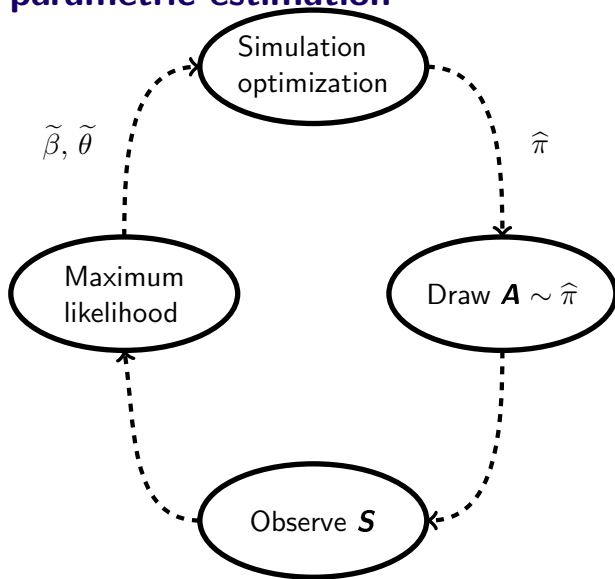 parametric estimation
Simulation
optimization
β̃, θ̃
π̂
Maximum
likelihood
Draw A ∼ π̂
Observe S